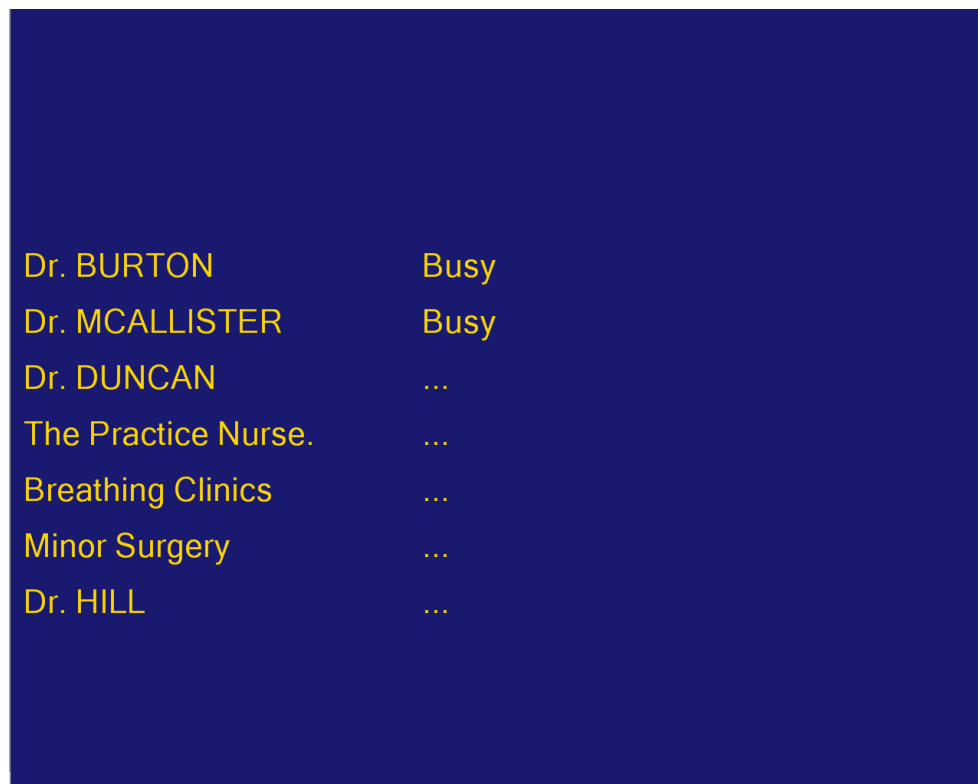 Dr. BURTON Busy
Dr. MCALLISTER Busy
Dr. DUNCAN ...
The Practice Nurse. ...
Breathing Clinics ...
Minor Surgery ...
Dr. HILL ...